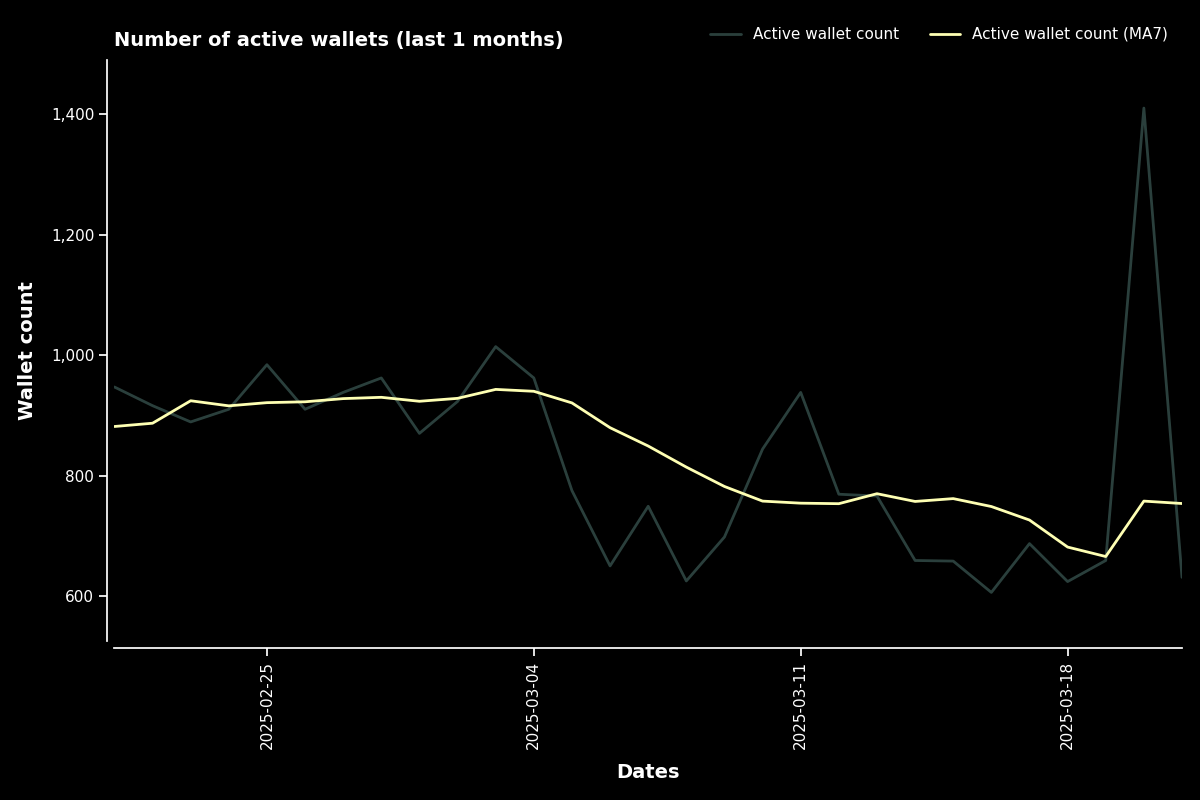 Number of active wallets (last 1 months)
Active wallet count
Active wallet count (MA7)
Wallet count
1,400
1,200
1,000
800
600
2025-02-25
2025-03-04
2025-03-11
2025-03-18
Dates